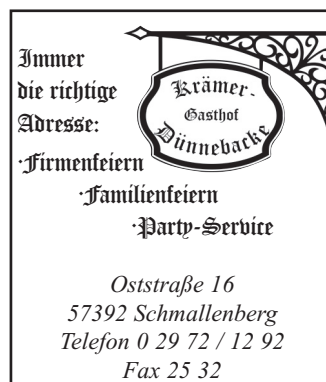 Immer
die richtige
Adresse:
Krämer-
Gasthof
Dünnebacke
·Firmenfeiern
·Familienfeiern
·Party-Service
Oststraße 16
57392 Schmallenberg
Telefon 0 29 72 / 12 92
Fax 25 32